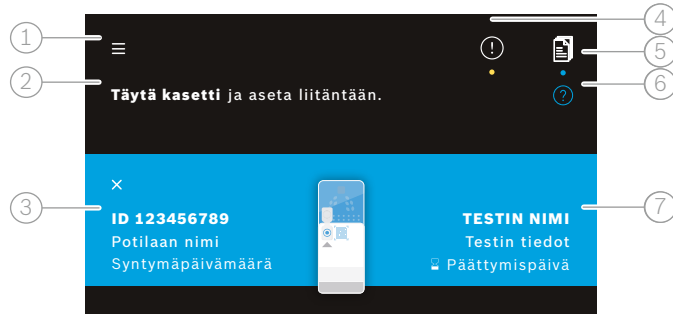 1
4
5
2
Täytä kasetti ja aseta liitäntään.
6
?
!
3
ID 123456789
Potilaan nimi
Syntymäpäivämäärä
7
TESTIN NIMI
Testin tiedot
Päättymispäivä